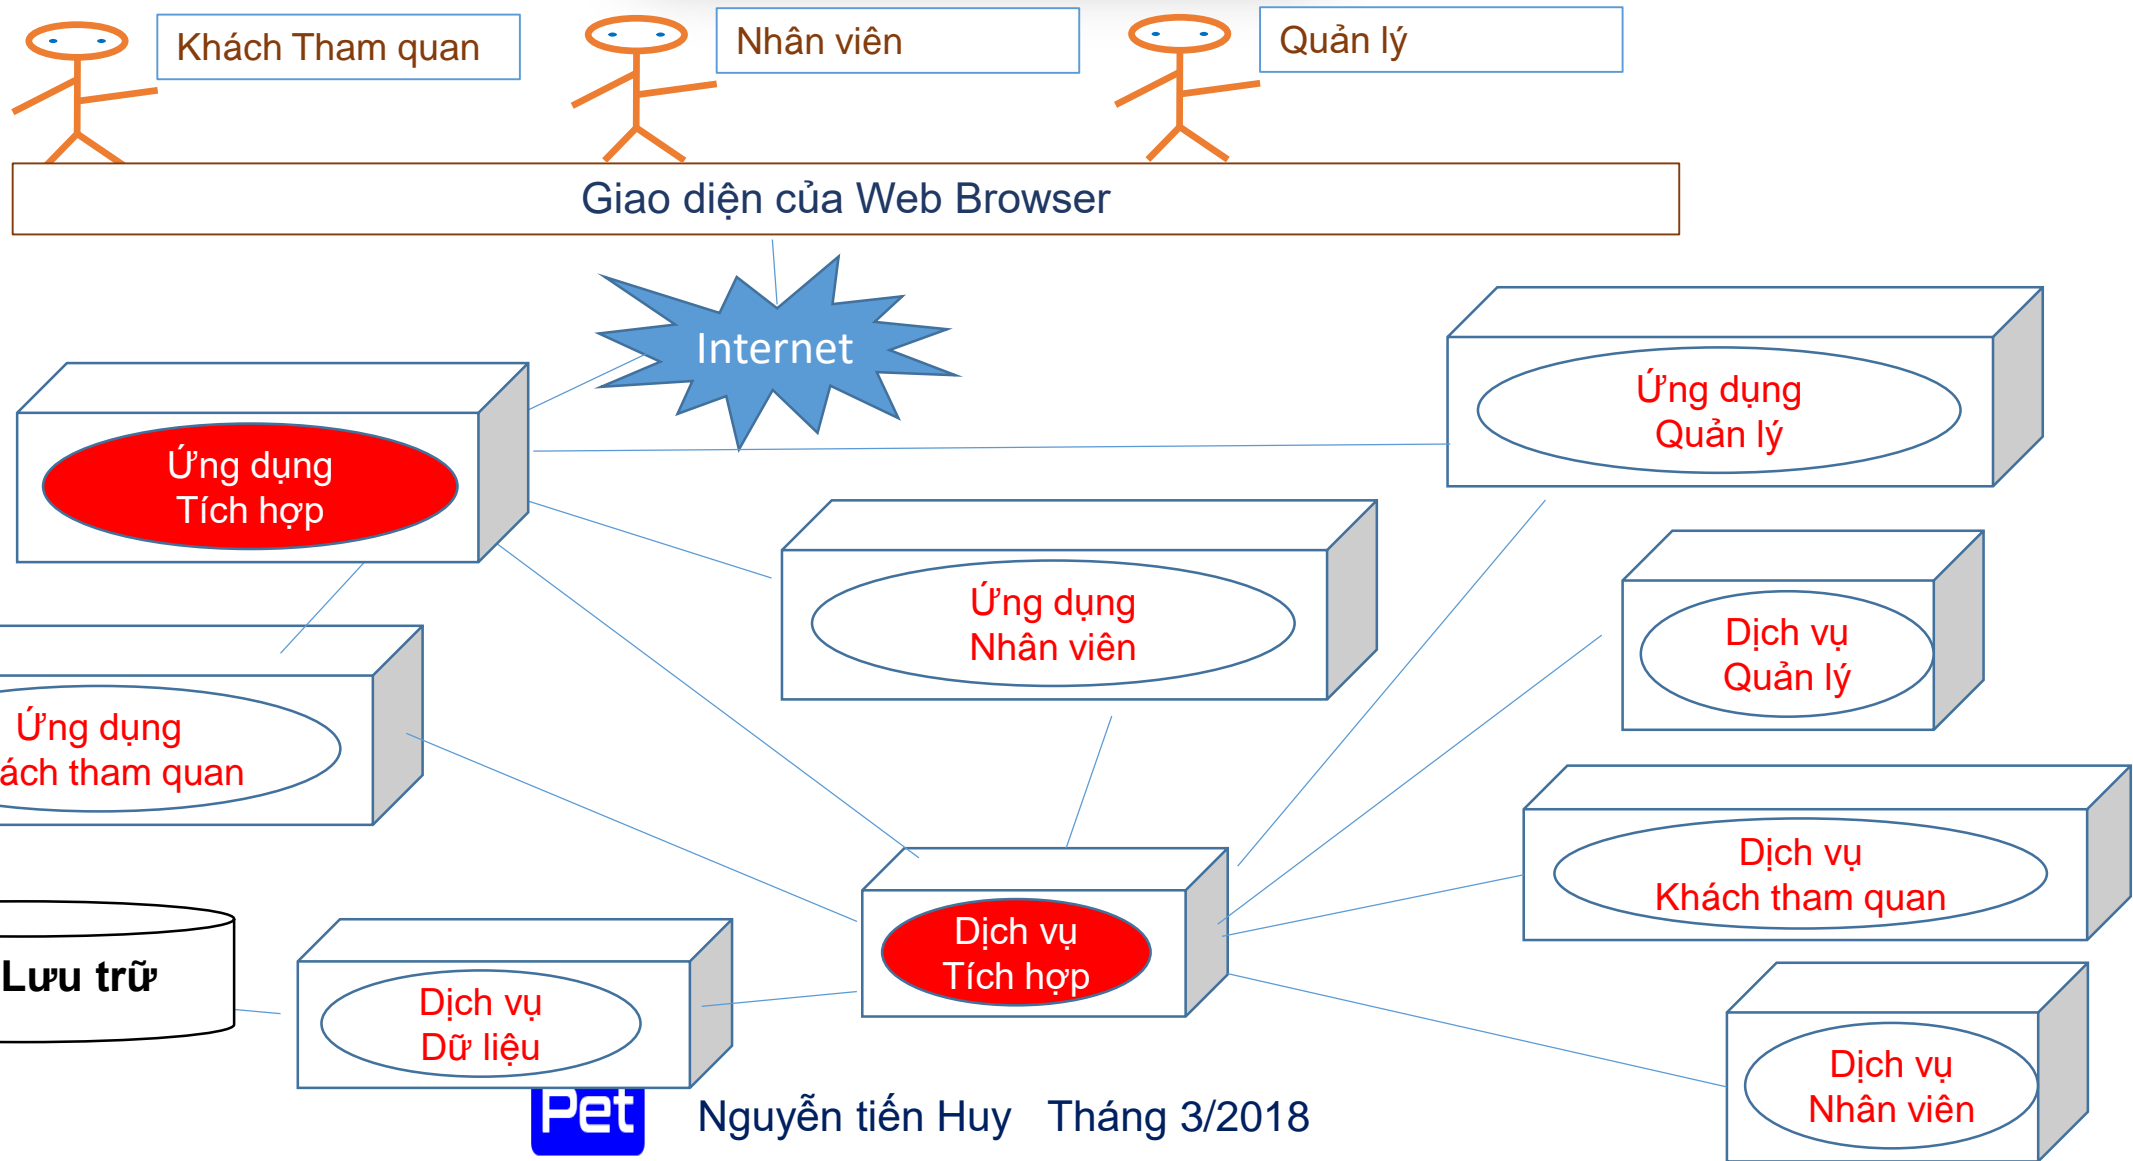 Khách Tham quan
Nhân viên
Quản lý
Giao diện của Web Browser
Internet
Ứng dụng
Quản lý
Ứng dụng
Tích hợp
Ứng dụng
Nhân viên
Dịch vụ
Quản lý
Ứng dụng
ách tham quan
Dịch vụ
Khách tham quan
Dịch vụ
Tích hợp
Lưu trữ
Dịch vụ
Dữ liệu
Dịch vụ
Nhân viên
Pet
Nguyễn tiến Huy Tháng 3/2018